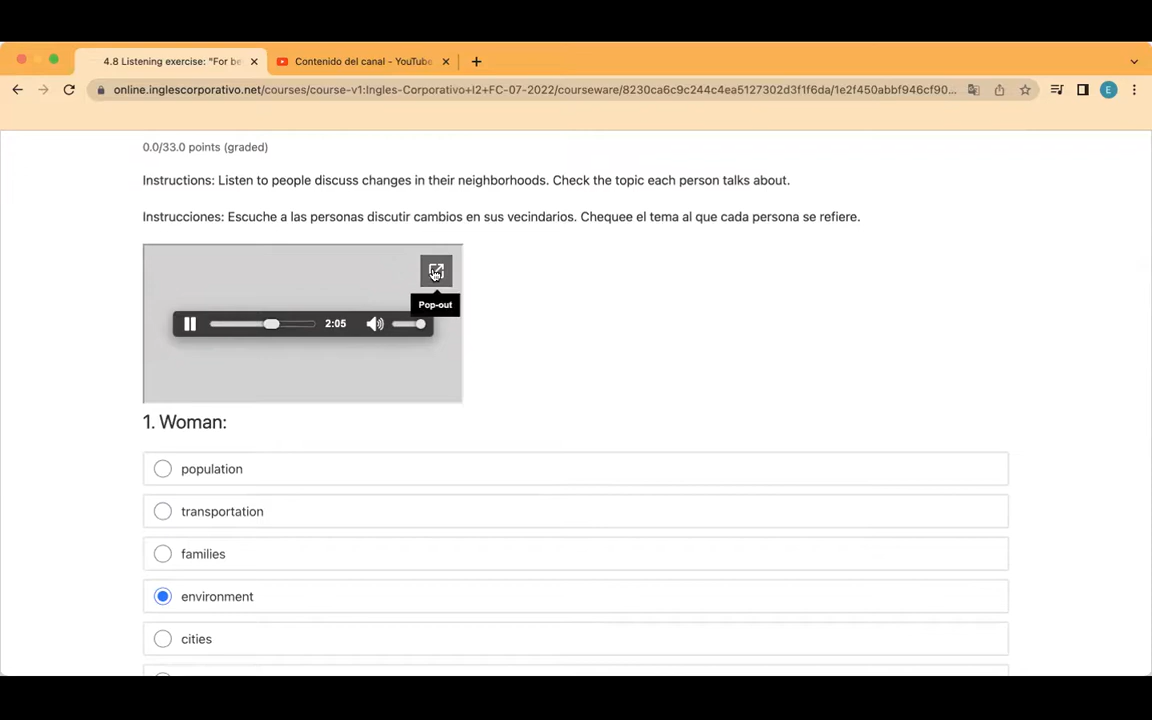 4.8 Listening exercise: "For be
Contenido del canal - YouTube
online.inglescorporativo.net/courses/course-v1:Ingles-Corporativo+I2+FC-07-2022/courseware/8230ca6c9c244c4ea5127302d3f1f6da/1e2f450abbf946cf90...
E
0.0/33.0 points (graded)
Instructions: Listen to people discuss changes in their neighborhoods. Check the topic each person talks about.
Instrucciones: Escuche a las personas discutir cambios en sus vecindarios. Chequee el tema al que cada persona se refiere.
Pop-out
2:05
1. Woman:
population
transportation
families
environment
cities